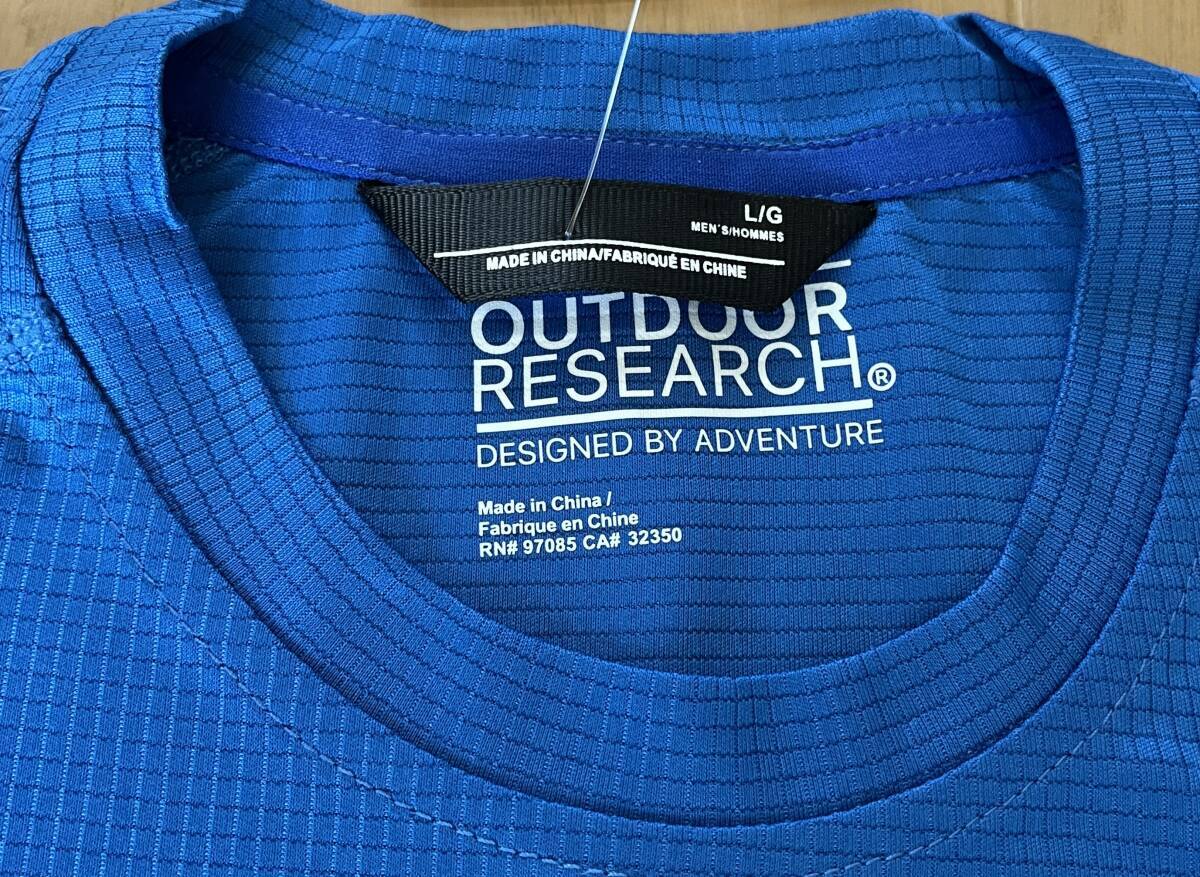 L/G
MEN'S/HOMMES
MADE IN CHINA/FABRIQUÉ EN CHINE
OUTDOOR
RESEARCH®
DESIGNED BY ADVENTURE
Made in China /
Fabrique en Chine
RN# 97085 CA# 32350